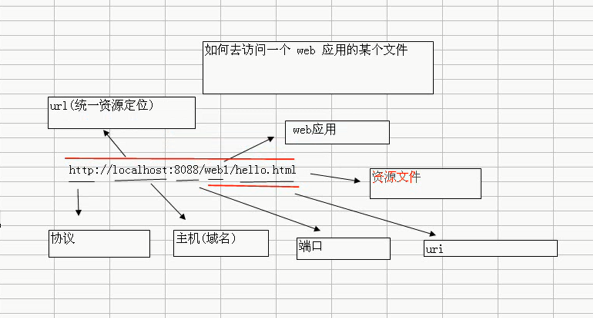 如何去访问一个 web 应用的某个文件
url(统一资源定位)
web应用
http://localhost:8088/web1/hello.html
资源文件
协议
主机(域名)
端口
uri